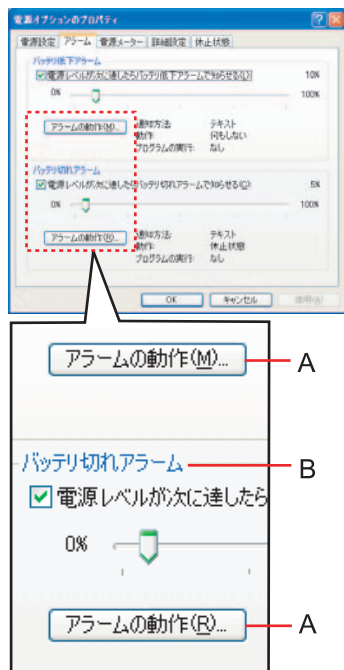 電源オプションのプロパティ
電源設定 アラーム 電源メーター 詳細設定 休止状態
バッテリ低下アラーム
電源レベルが次に達したらバッテリ低下アラームで知らせる(L): 10%
0% 100%
アラームの動作(M)... 通知方法: テキスト
動作: 何もしない
プログラムの実行: なし
バッテリ切れアラーム
電源レベルが次に達したらバッテリ切れアラームで知らせる(C): 5%
0% 100%
アラームの動作(R)... 通知方法: テキスト
動作: 休止状態
プログラムの実行: なし
OK キャンセル 適用(A)
アラームの動作(M)... A
バッテリ切れアラーム B
電源レベルが次に達したら
0%
アラームの動作(R)... A